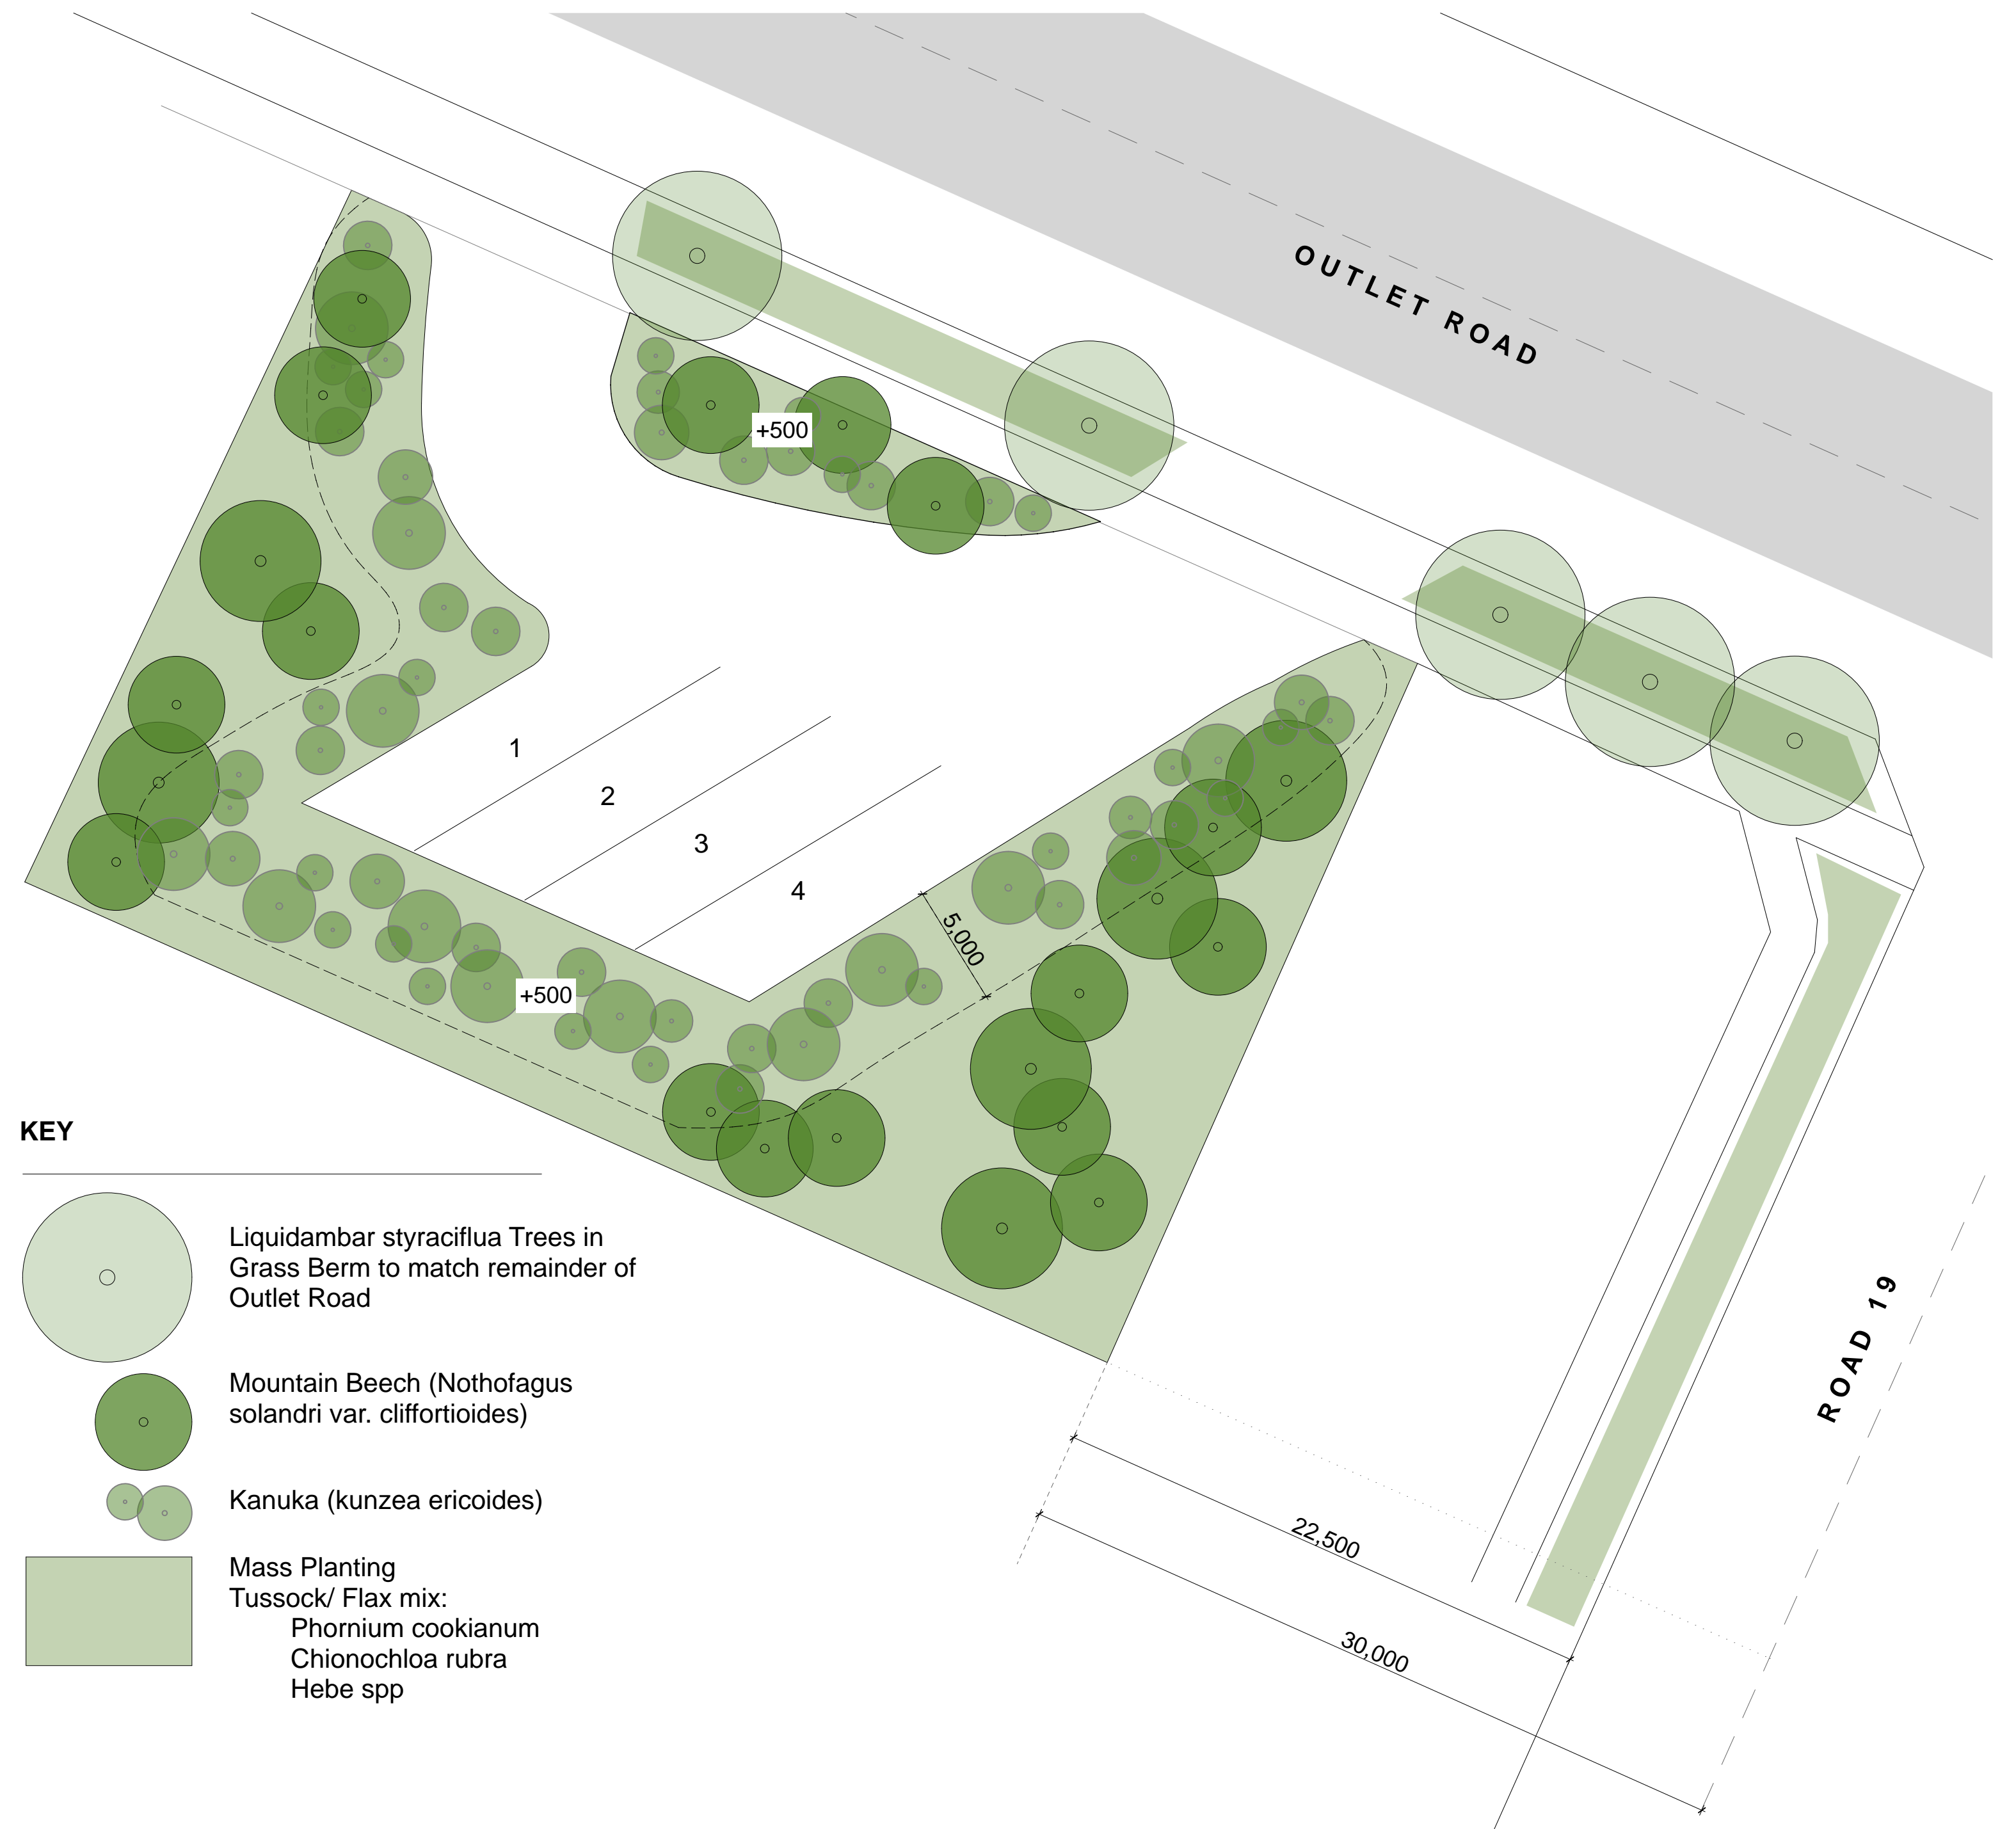 OUTLET ROAD
+500
1
2
3
4
5,000
+500
KEY
Liquidambar styraciflua Trees in
Grass Berm to match remainder of
Outlet Road
Mountain Beech (Nothofagus
solandri var. cliffortioides)
Kanuka (kunzea ericoides)
Mass Planting
Tussock/ Flax mix:
Phornium cookianum
Chionochloa rubra
Hebe spp
ROAD 19
22,500
30,000